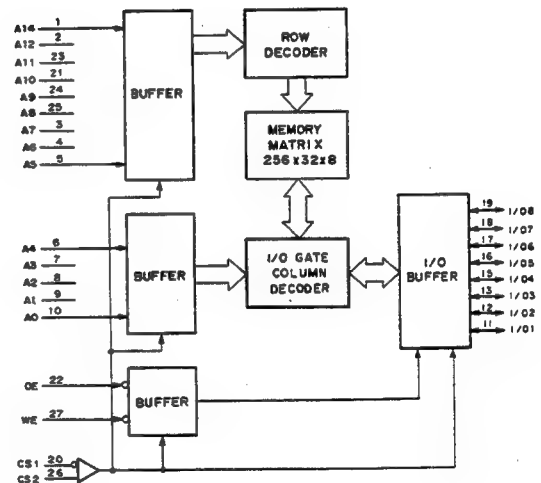 A14 1
A12 2
A11 23
A10 21
A9 24
A8 25
A7 3
A6 4
A5 5
BUFFER
ROW
DECODER
MEMORY
MATRIX
256x32x8
A4 6
A3 7
A2 8
A1 9
A0 10
BUFFER
I/O GATE
COLUMN
DECODER
I/O
BUFFER
19 I/O8
18 I/O7
17 I/O6
16 I/O5
15 I/O4
13 I/O3
12 I/O2
11 I/O1
OE 22
WE 27
BUFFER
CS1 20
CS2 26